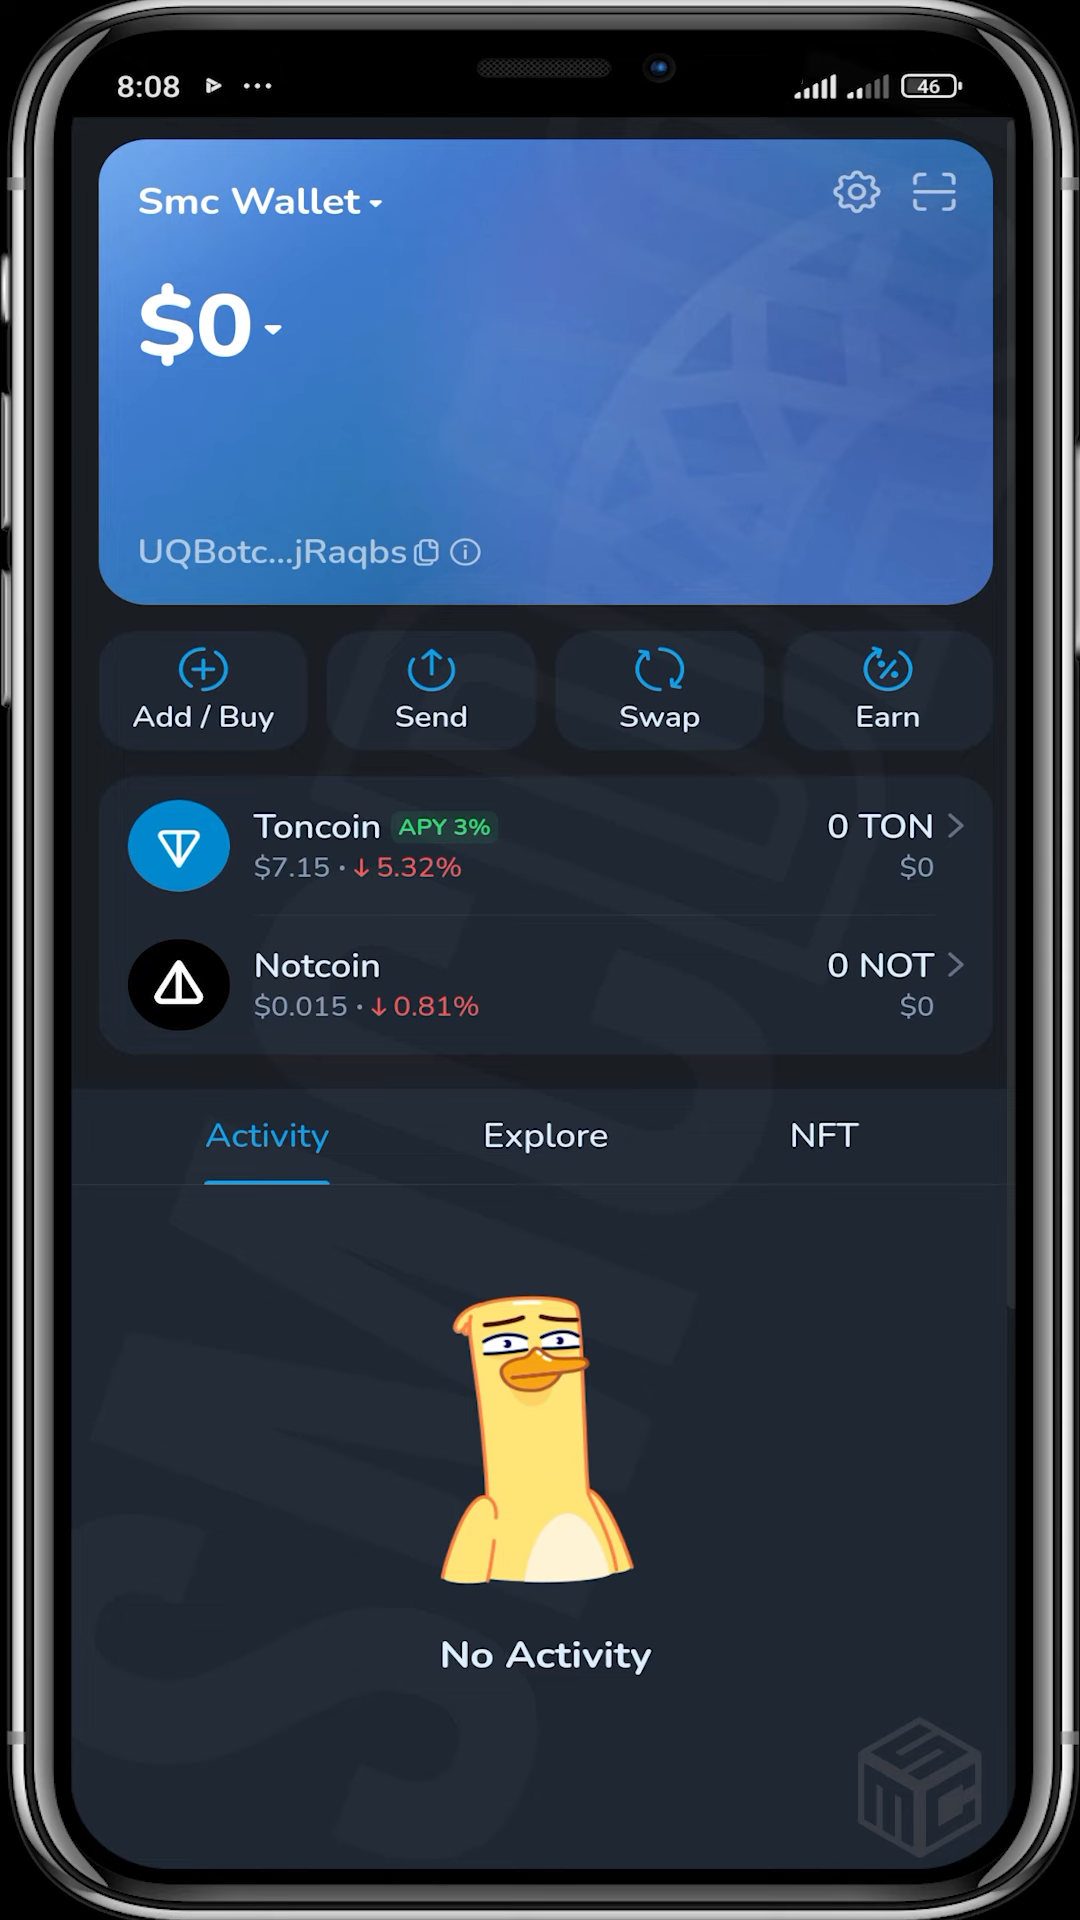 8:08
46
Smc Wallet
$0
UQBotc...jRaqbs
Add / Buy
Send
Swap
Earn
Toncoin APY 3%
0 TON
$7.15 · ↓ 5.32%
$0
Notcoin
0 NOT
$0.015 · ↓ 0.81%
$0
Activity
Explore
NFT
No Activity
SMC